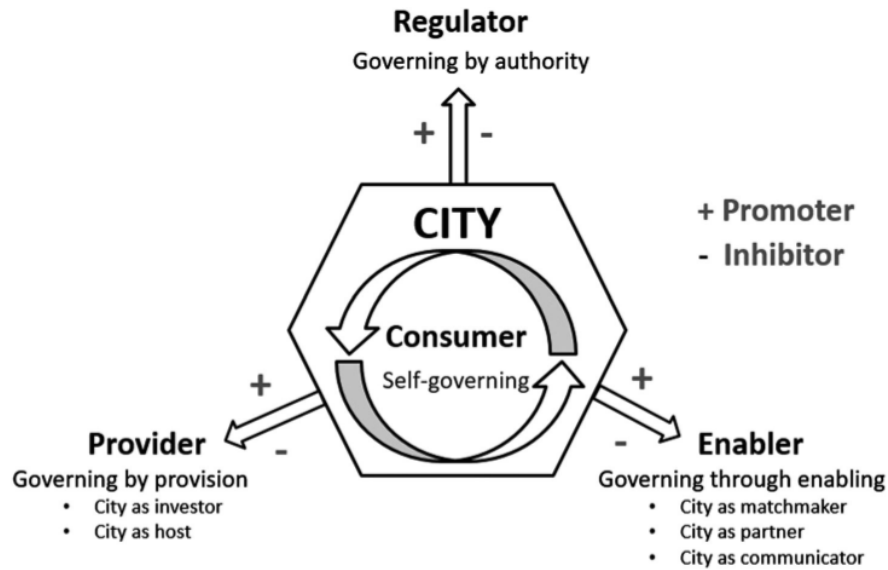 Regulator
Governing by authority
+ -
CITY
+ Promoter
- Inhibitor
Consumer
Self-governing
+
-
Provider
Governing by provision
• City as investor
• City as host
+
-
Enabler
Governing through enabling
• City as matchmaker
• City as partner
• City as communicator